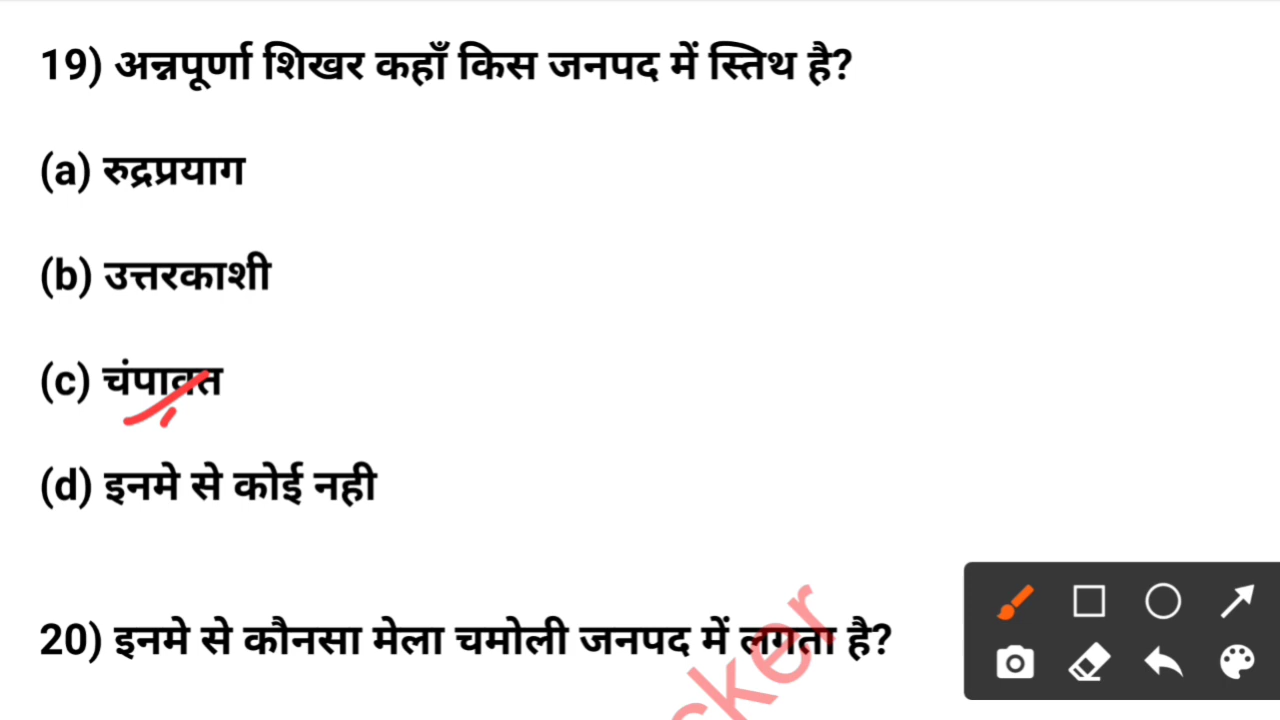 19) अन्नपूर्णा शिखर कहाँ किस जनपद में स्तिथ है?
(a) रुद्रप्रयाग
(b) उत्तरकाशी
(c) चंपावत
(d) इनमे से कोई नही
20) इनमे से कौनसा मेला चमोली जनपद में लगता है?